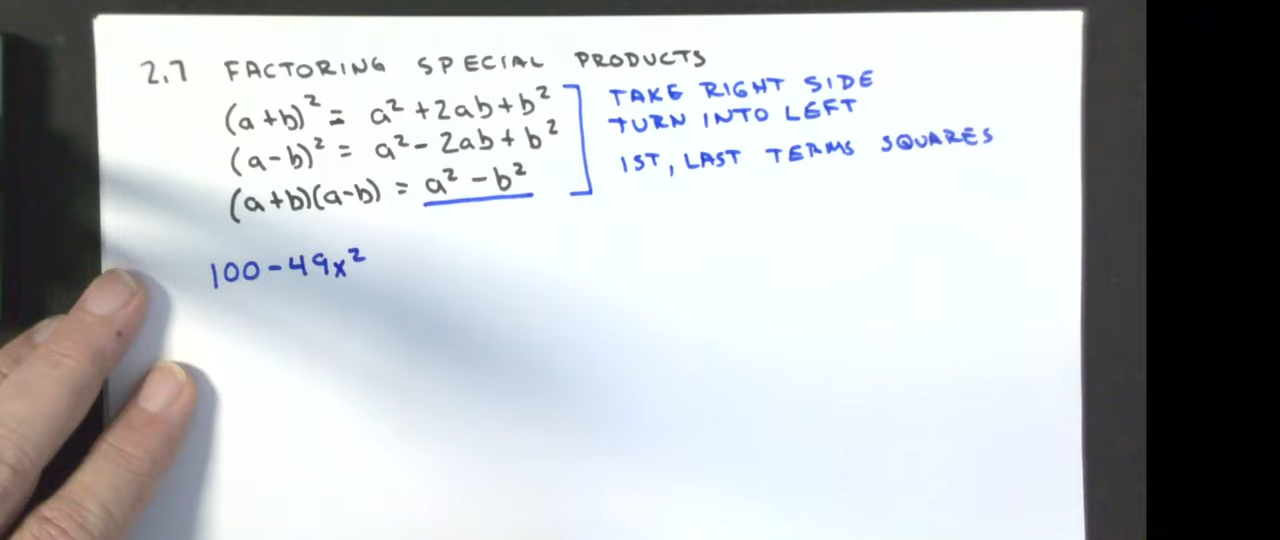 2.7 FACTORING SPECIAL PRODUCTS
(a+b)² = a² + 2ab + b²
(a-b)² = a² - 2ab + b²
(a+b)(a-b) = a² - b²
TAKE RIGHT SIDE
TURN INTO LEFT
1ST, LAST TERMS SQUARES
100-49x²